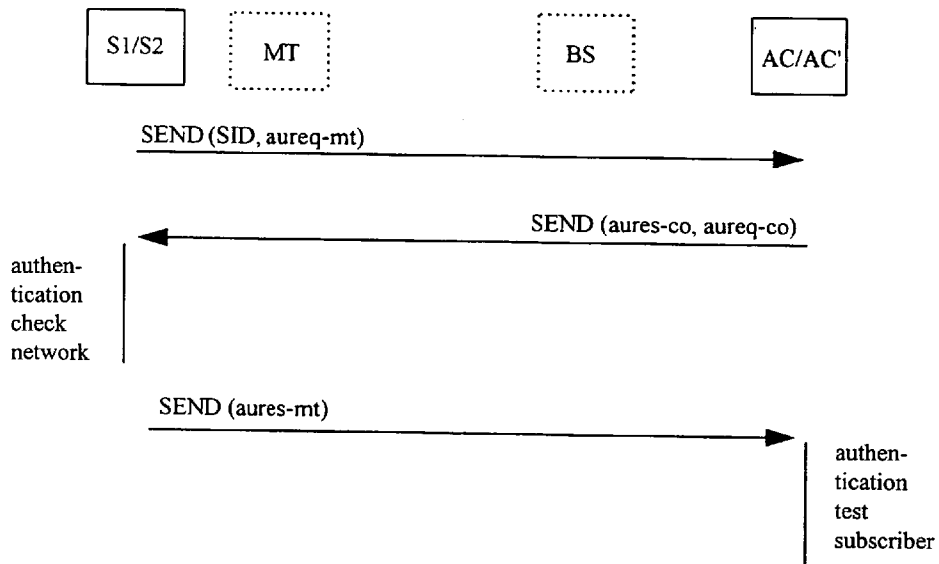 S1/S2
MT
BS
AC/AC'
SEND (SID, aureq-mt)
SEND (aures-co, aureq-co)
authen-
tication
check
network
SEND (aures-mt)
authen-
tication
test
subscriber